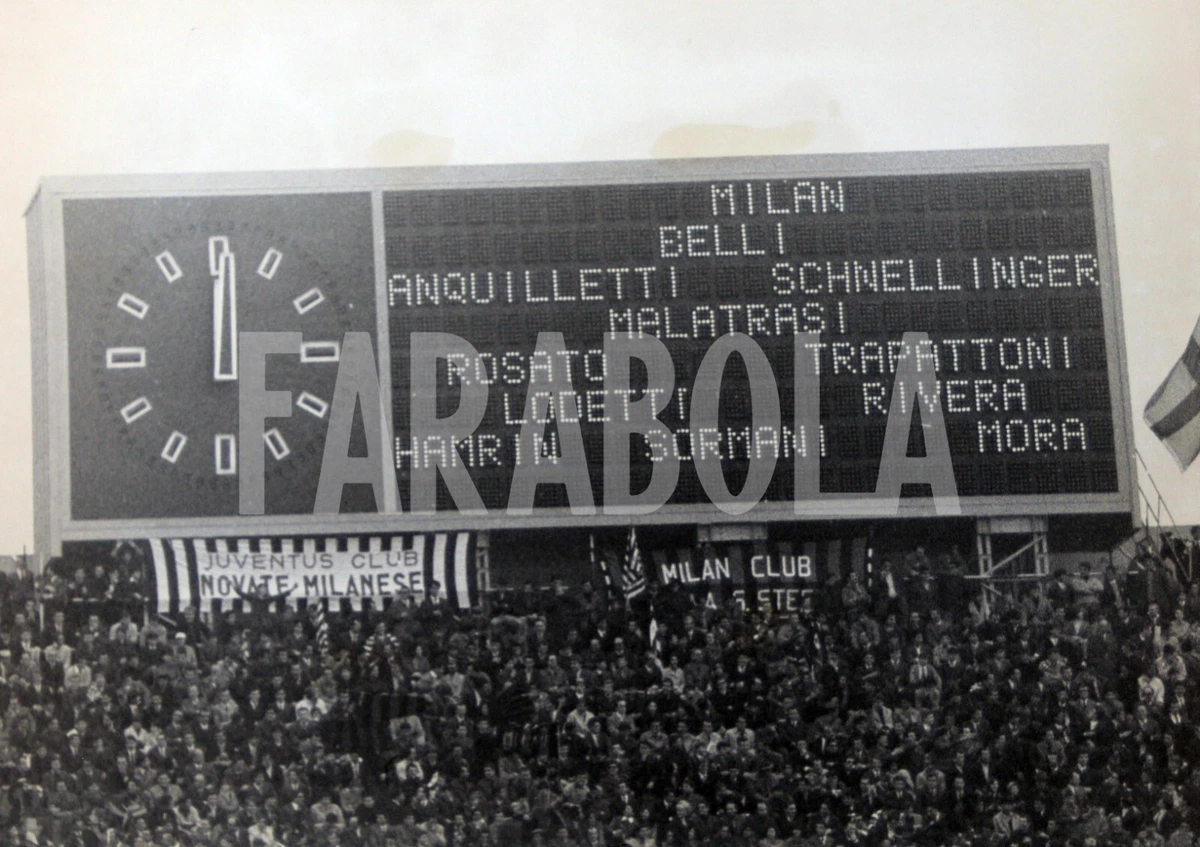 MILAN
BELLI
ANQUILLETTI SCHNELLINGER
MALATRASI
ROSATO TRAPATTONI
LODETTI RIVERA
HAMRIN SORMANI MORA
FARABOLA
JUVENTUS CLUB
NOVATE MILANESE
MILAN CLUB